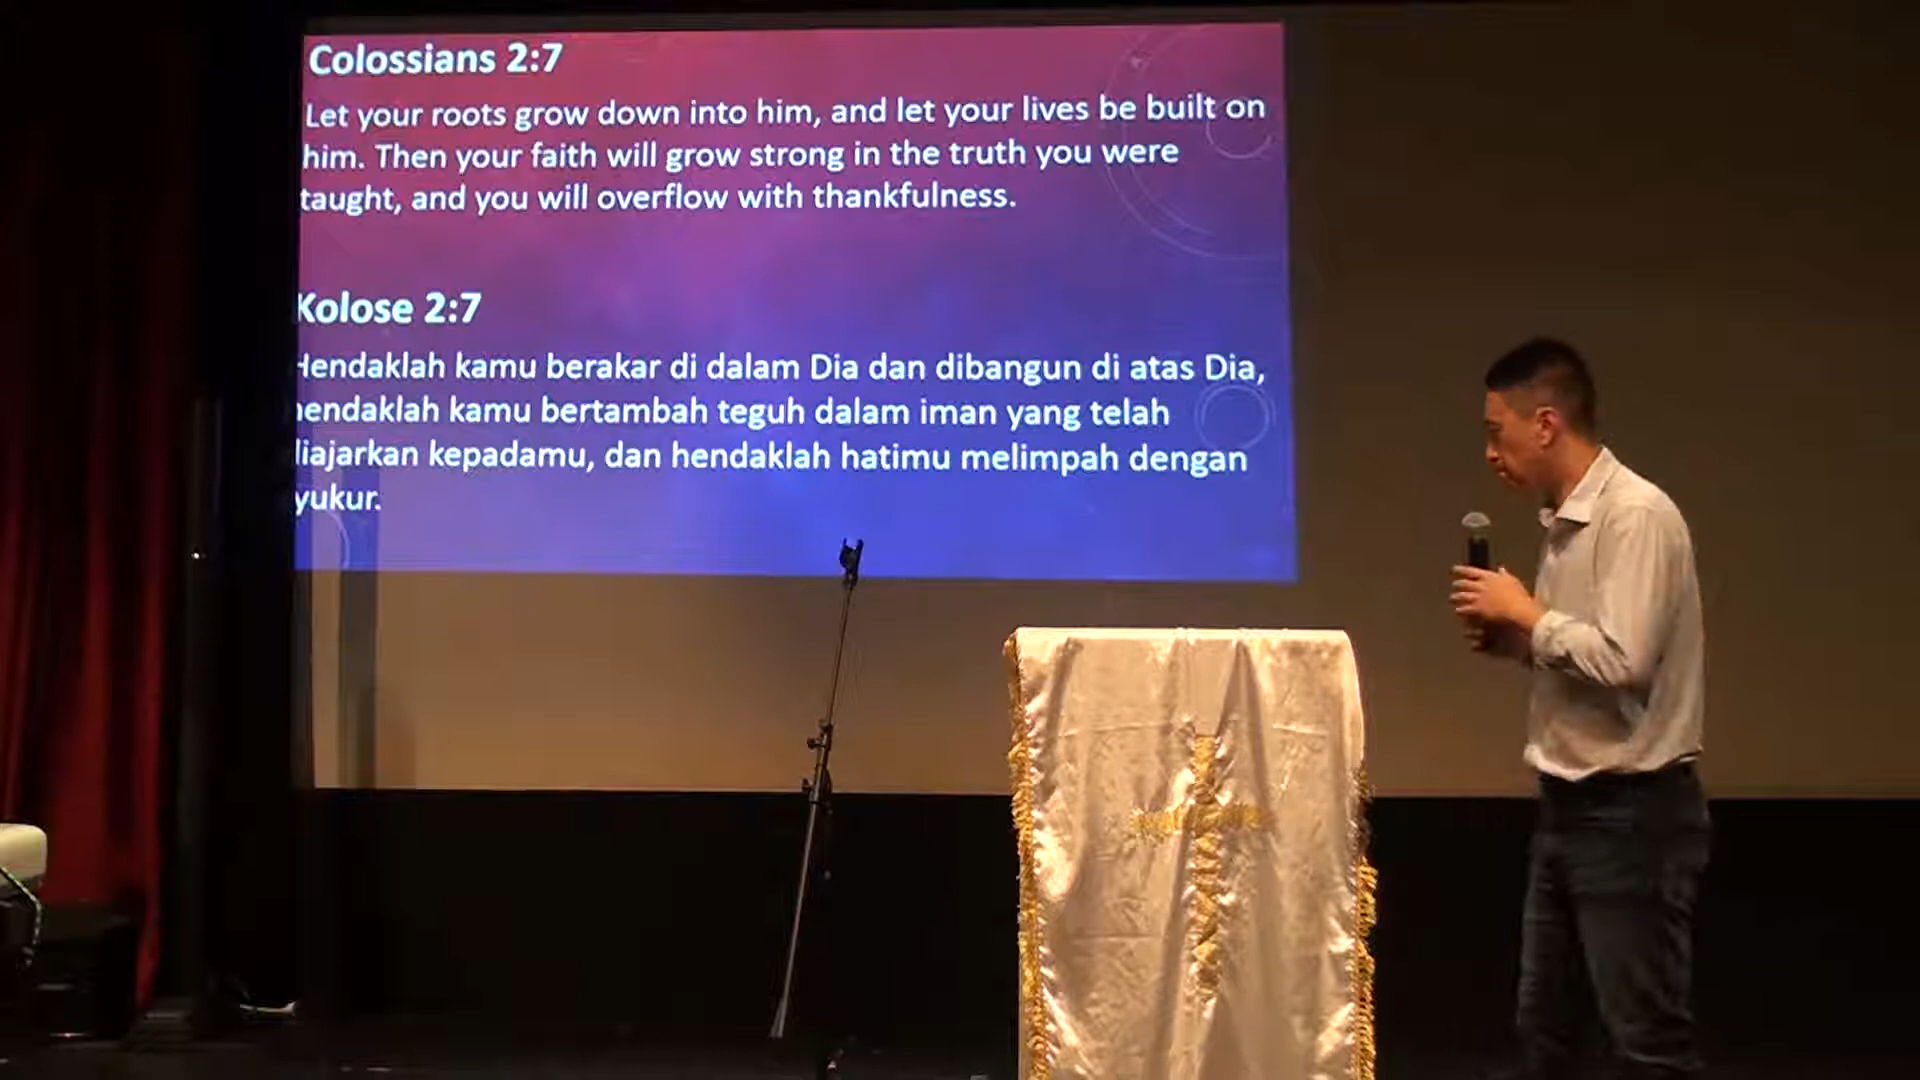 Colossians 2:7
Let your roots grow down into him, and let your lives be built on
him. Then your faith will grow strong in the truth you were
taught, and you will overflow with thankfulness.
Kolose 2:7
Hendaklah kamu berakar di dalam Dia dan dibangun di atas Dia,
hendaklah kamu bertambah teguh dalam iman yang telah
diajarkan kepadamu, dan hendaklah hatimu melimpah dengan
yukur.